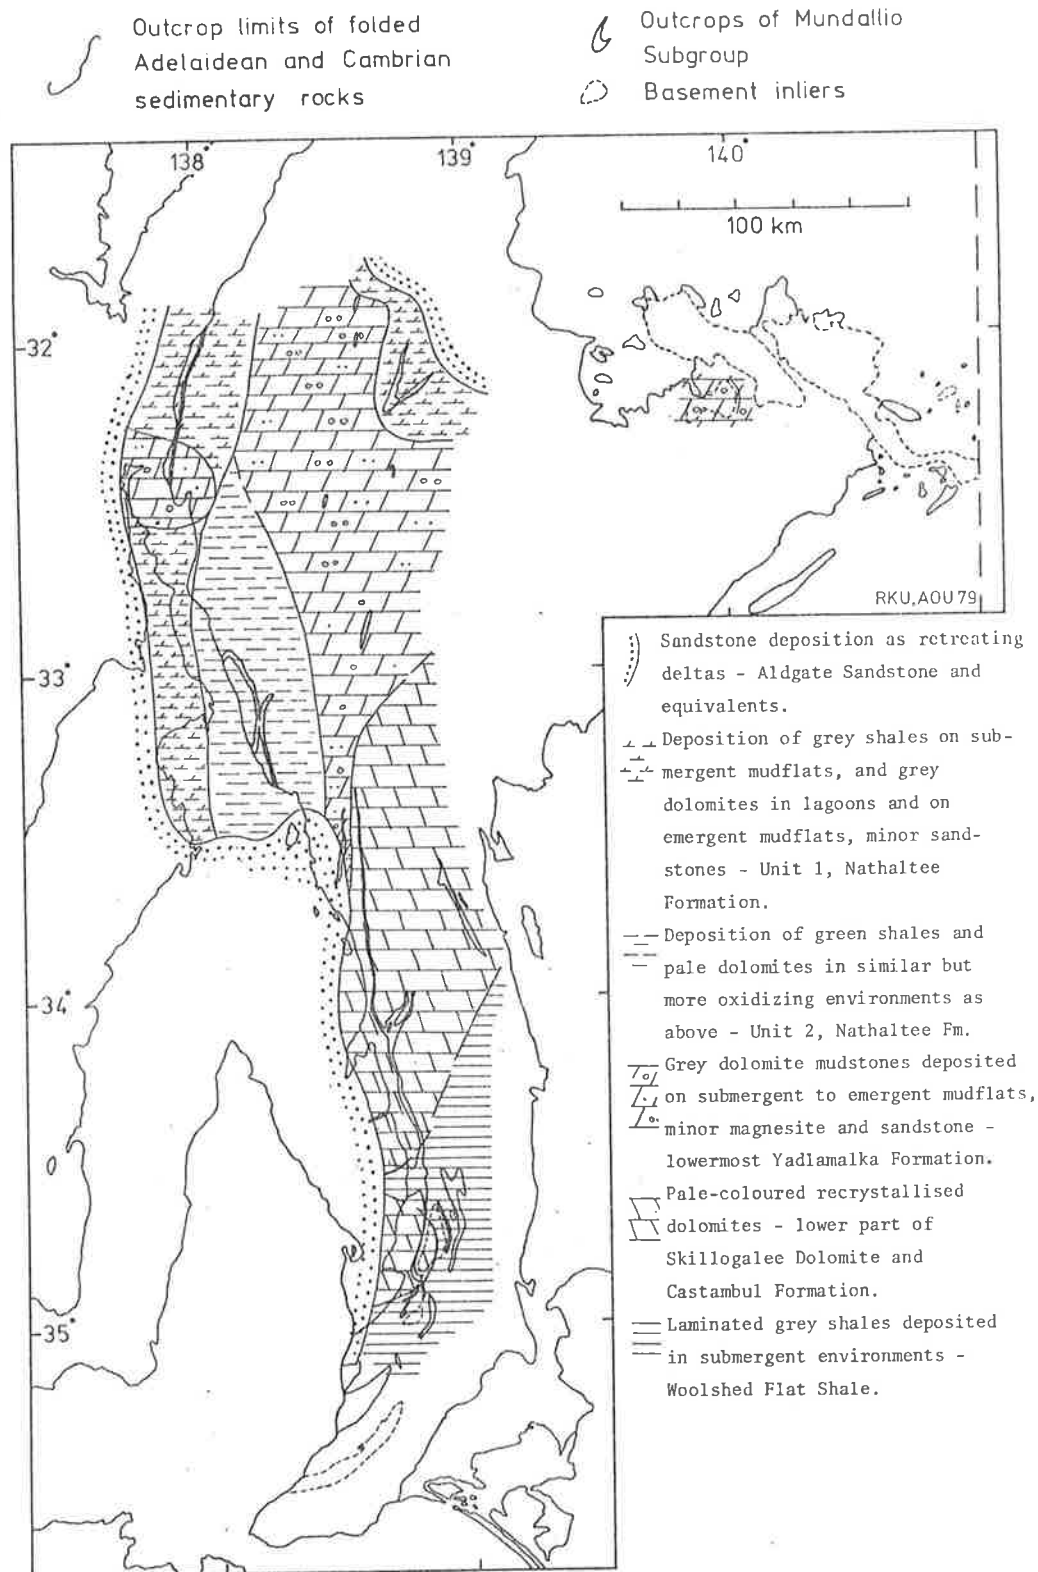 Outcrop limits of folded
Adelaidean and Cambrian
sedimentary rocks
Outcrops of Mundallio
Subgroup
Basement inliers
138°
139°
140°
100 km
32°
33°
34°
35°
RKU, AOU 79
Sandstone deposition as retreating
deltas - Aldgate Sandstone and
equivalents.
Deposition of grey shales on sub-
mergent mudflats, and grey
dolomites in lagoons and on
emergent mudflats, minor sand-
stones - Unit 1, Nathaltee
Formation.
Deposition of green shales and
pale dolomites in similar but
more oxidizing environments as
above - Unit 2, Nathaltee Fm.
Grey dolomite mudstones deposited
on submergent to emergent mudflats,
minor magnesite and sandstone -
lowermost Yadlamalka Formation.
Pale-coloured recrystallised
dolomites - lower part of
Skillogalee Dolomite and
Castambul Formation.
Laminated grey shales deposited
in submergent environments -
Woolshed Flat Shale.